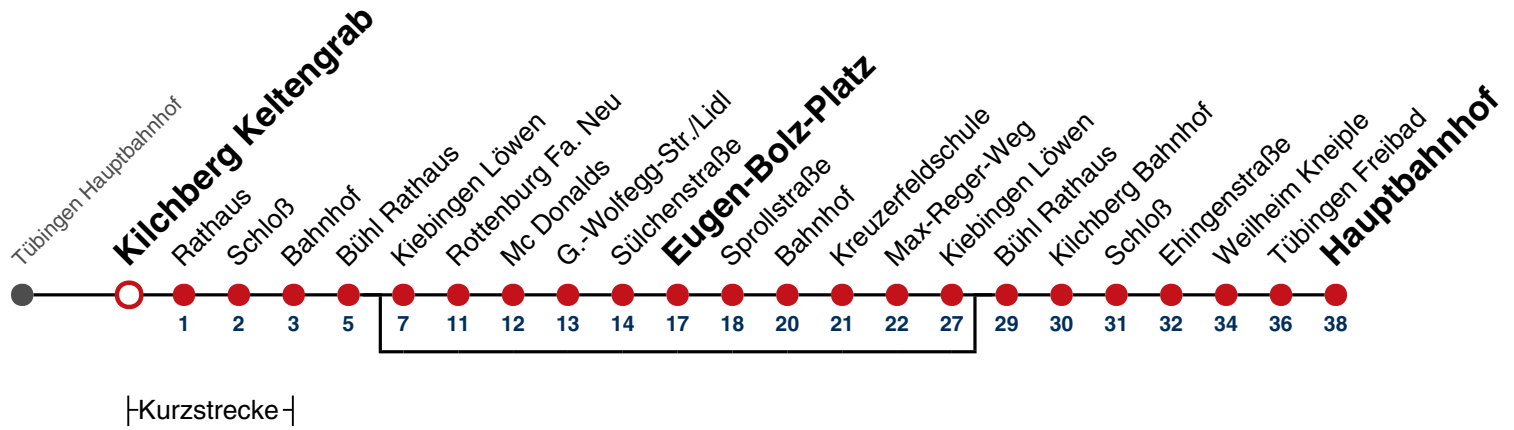 Tübingen Hauptbahnhof
Kilchberg Keltengrab
Rathaus
Schloß
Bahnhof
Bühl Rathaus
Kiebingen Löwen
Rottenburg Fa. Neu
Mc Donalds
G.-Wolfegg-Str./Lidl
Sülchenstraße
Eugen-Bolz-Platz
Sprollstraße
Bahnhof
Kreuzerfeldschule
Max-Reger-Weg
Kiebingen Löwen
Bühl Rathaus
Kilchberg Bahnhof
Schloß
Ehingenstraße
Weilheim Kneiple
Tübingen Freibad
Hauptbahnhof
1 2 3 5 7 11 12 13 14 17 18 20 21 22 27 29 30 31 32 34 36 38
Kurzstrecke